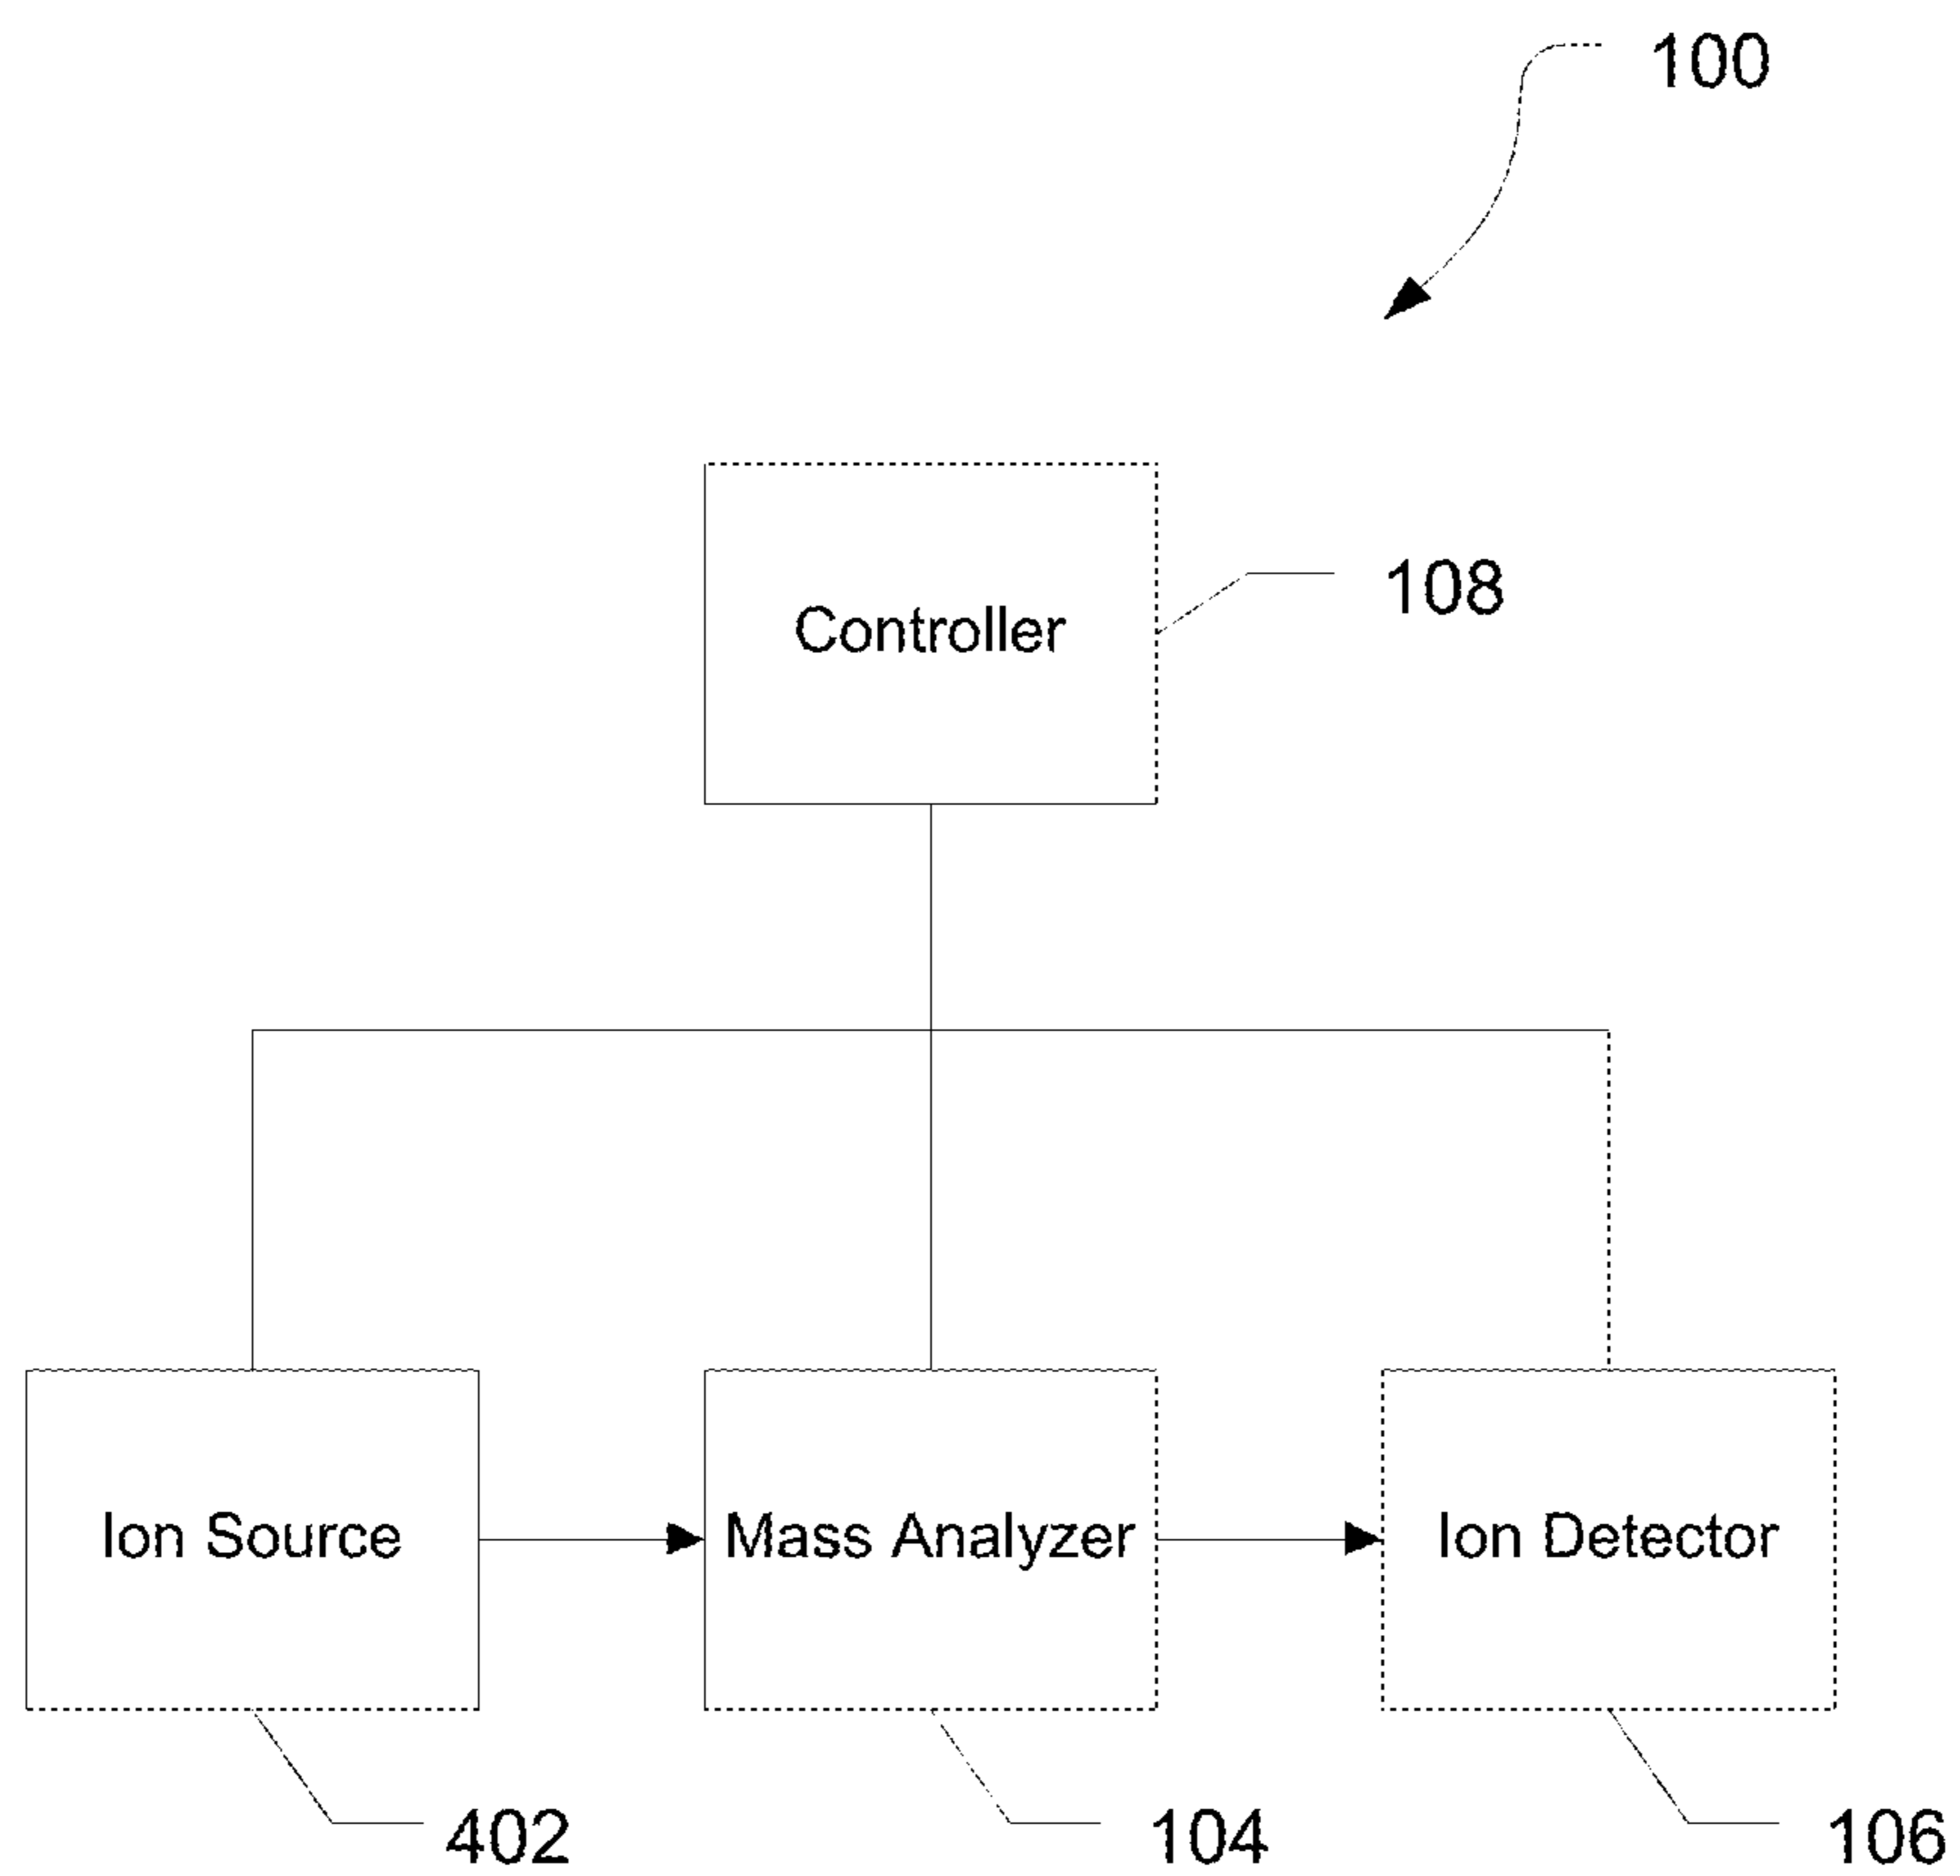 100
108
Controller
Ion Source
Mass Analyzer
Ion Detector
402
104
106